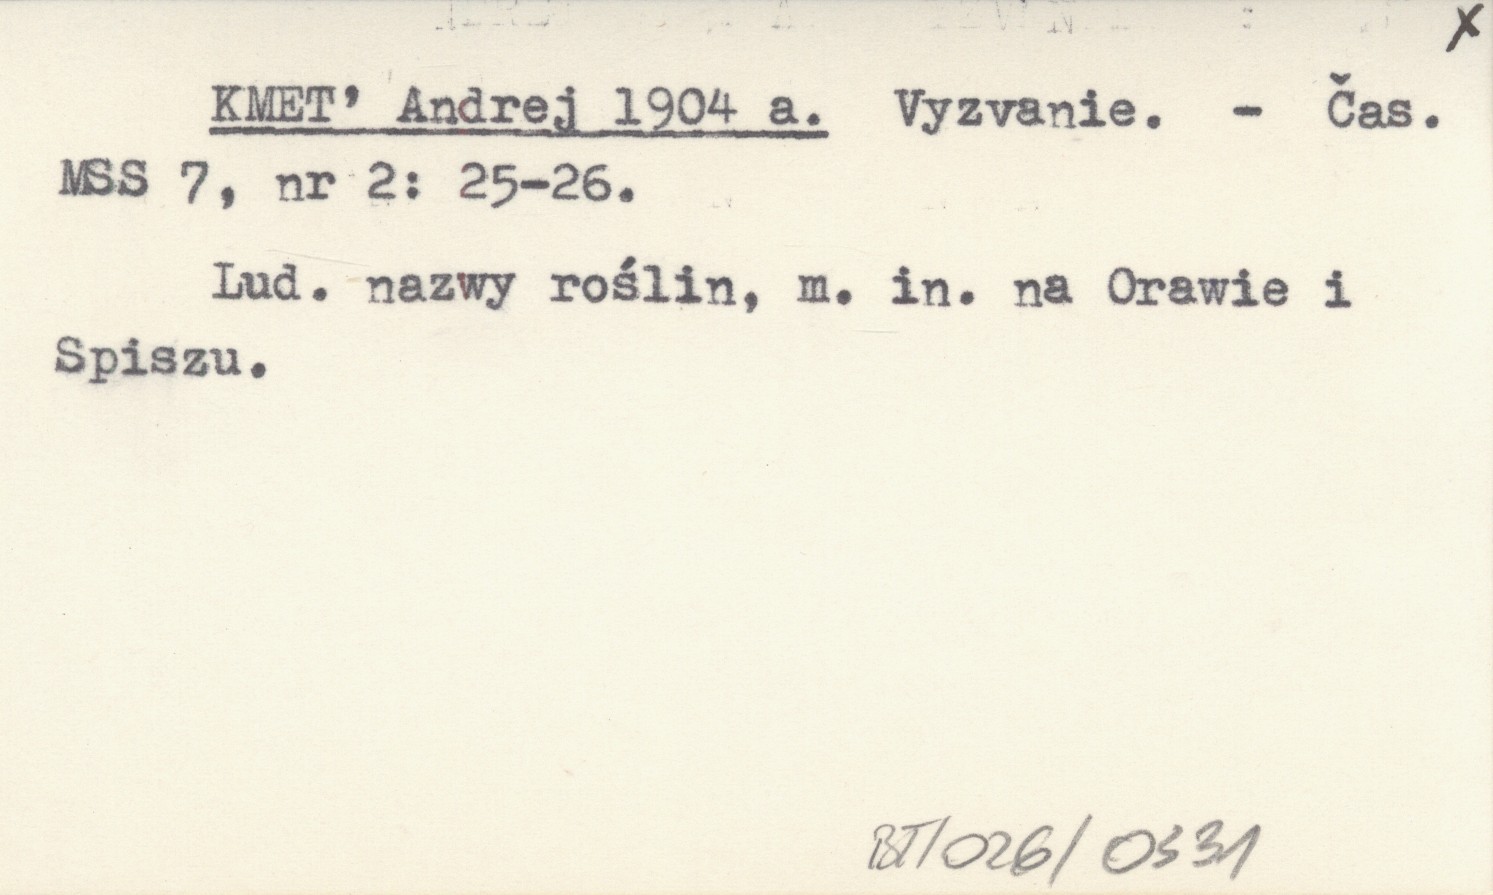 x
KMET' Andrej 1904 a. Vyzvanie. - Čas.
MSS 7, nr 2: 25-26.
Lud. nazwy roślin, m. in. na Orawie i
Spiszu.
BT/026/0331